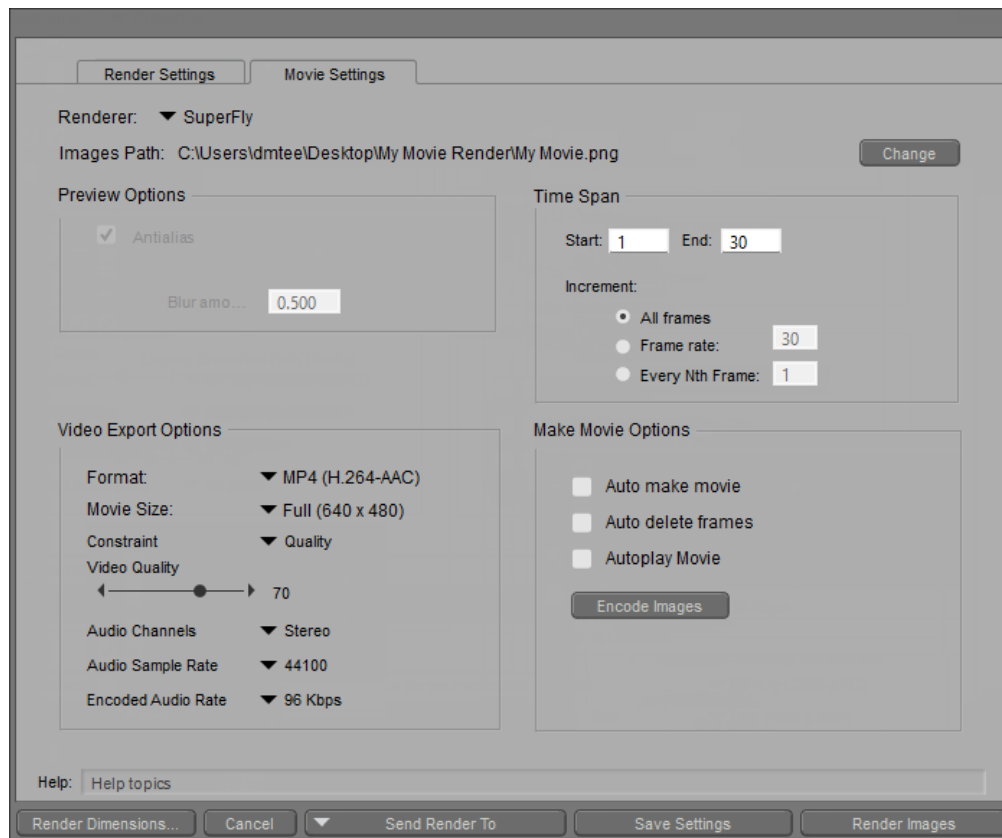 Render Settings Movie Settings
Renderer: SuperFly
Images Path: C:\Users\dmtee\Desktop\My Movie Render\My Movie.png Change
Preview Options
Antialias
Blur amo... 0.500
Time Span
Start: 1 End: 30
Increment:
All frames
Frame rate: 30
Every Nth Frame: 1
Video Export Options
Format: MP4 (H.264-AAC)
Movie Size: Full (640 x 480)
Constraint Quality
Video Quality
70
Audio Channels Stereo
Audio Sample Rate 44100
Encoded Audio Rate 96 Kbps
Make Movie Options
Auto make movie
Auto delete frames
Autoplay Movie
Encode Images
Help: Help topics
Render Dimensions... Cancel Send Render To Save Settings Render Images